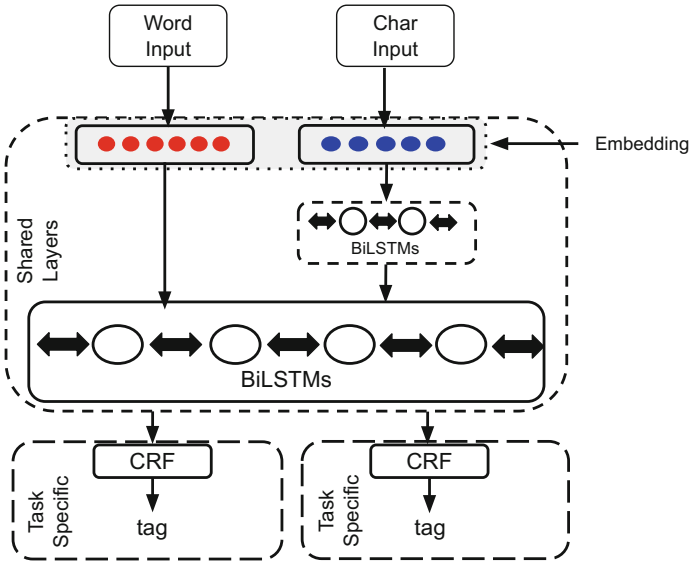 Word
Input
Char
Input
Embedding
Shared
Layers
BiLSTMs
BiLSTMs
Task
Specific
CRF
tag
Task
Specific
CRF
tag